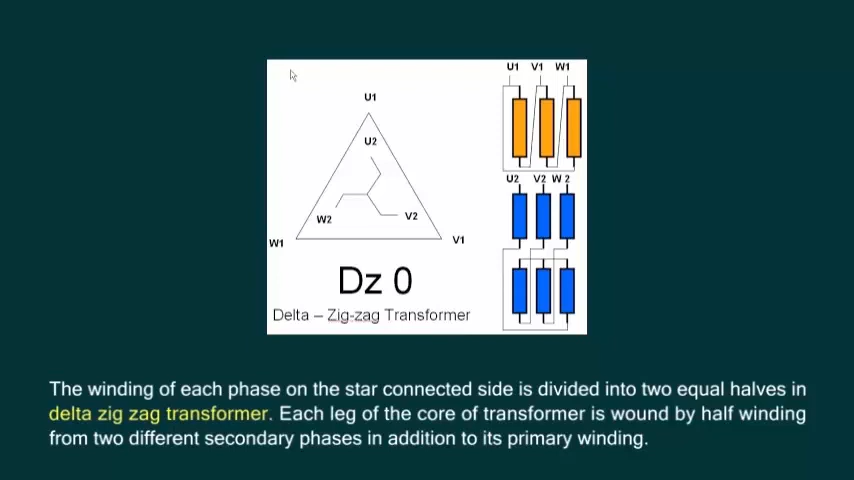 U1 V1 W1
U1
U2
U2 V2 W 2
W2 V2
W1 V1
Dz 0
Delta – Zig-zag Transformer
The winding of each phase on the star connected side is divided into two equal halves in
delta zig zag transformer. Each leg of the core of transformer is wound by half winding
from two different secondary phases in addition to its primary winding.